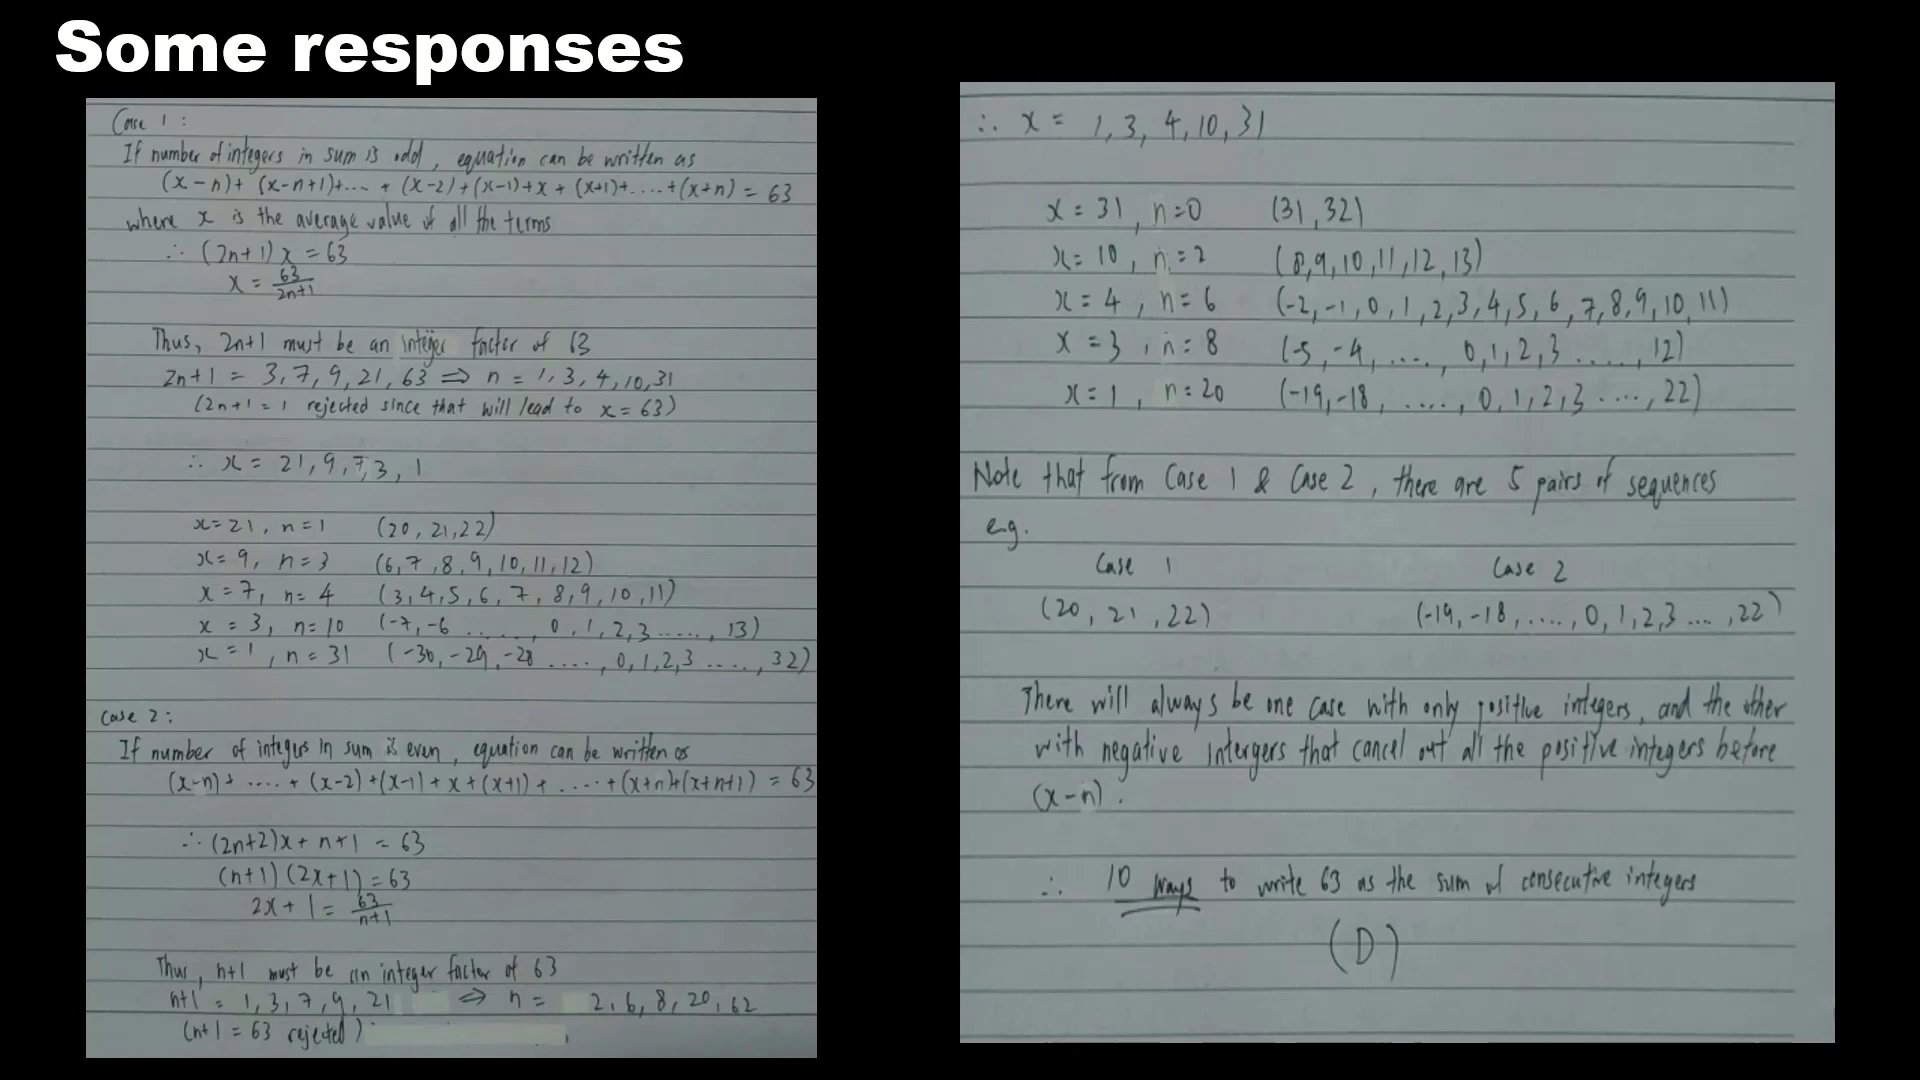 Some responses
Case 1 :
If number of integers in sum is odd, equation can be written as
(x-n)+ (x-n+1)+... + (x-2)+(x-1)+x + (x+1)+.....+(x+n) = 63
where x is the average value of all the terms
∴ (2n+1) x = 63
x = 63/2n+1
Thus, 2n+1 must be an integer factor of 63
2n+1 = 3, 7, 9, 21, 63 ⇒ n = 1, 3, 4, 10, 31
(2n+1 = 1 rejected since that will lead to x = 63)
∴ x = 21, 9, 7, 3, 1
x=21, n=1 (20, 21, 22)
x=9, n=3 (6, 7, 8, 9, 10, 11, 12)
x=7, n=4 (3, 4, 5, 6, 7, 8, 9, 10, 11)
x = 3, n=10 (-7, -6 ......, 0, 1, 2, 3 ....., 13)
x=1, n=31 (-30, -29, -28 ...., 0, 1, 2, 3 ...., 32)
Case 2 :
If number of integers in sum is even, equation can be written as
(x-n)+ .... + (x-2)+(x-1)+x+(x+1)+ .....+(x+n)+(x+n+1) = 63
∴ (2n+2)x + n+1 = 63
(n+1)(2x+1) = 63
2x+1 = 63/n+1
Thus, n+1 must be an integer factor of 63
n+1 = 1, 3, 7, 9, 21 ⇒ n = 2, 6, 8, 20, 62
(n+1 = 63 rejected)
∴ x = 1, 3, 4, 10, 31
x = 31, n=0 (31, 32)
x = 10, n=2 (8, 9, 10, 11, 12, 13)
x = 4, n=6 (-2, -1, 0, 1, 2, 3, 4, 5, 6, 7, 8, 9, 10, 11)
x = 3, n=8 (-5, -4, ...., 0, 1, 2, 3 ....., 12)
x = 1, n=20 (-19, -18, ....., 0, 1, 2, 3 ...., 22)
Note that from Case 1 & Case 2, there are 5 pairs of sequences
e.g.
Case 1 Case 2
(20, 21, 22) (-19, -18, ...., 0, 1, 2, 3 ..., 22)
There will always be one case with only positive integers, and the other
with negative intergers that cancel out all the positive integers before
(x-n).
∴ 10 ways to write 63 as the sum of consecutive integers
(D)